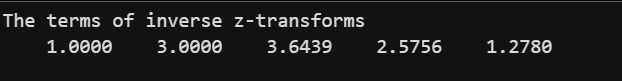 The terms of inverse z-transforms
1.0000 3.0000 3.6439 2.5756 1.2780